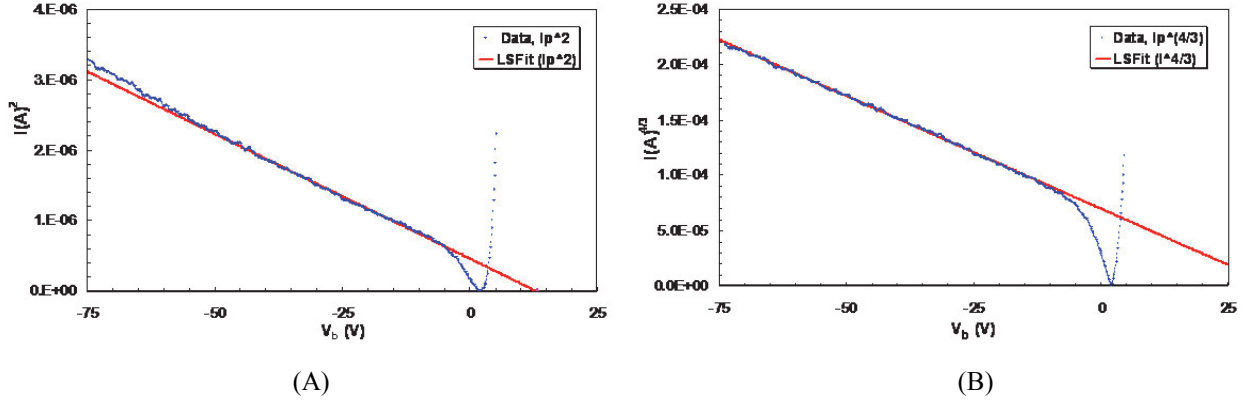 4.E-06
3.E-06
2.E-06
1.E-06
0.E+00
I(A)²
-75
-50
-25
0
25
V_b (V)
Data, Ip^2
LSFit (Ip^2)
(A)
2.5E-04
2.0E-04
1.5E-04
1.0E-04
5.0E-05
0.0E+00
I(A)^4/3
-75
-50
-25
0
25
V_b (V)
Data, Ip^(4/3)
LSFit (I^4/3)
(B)